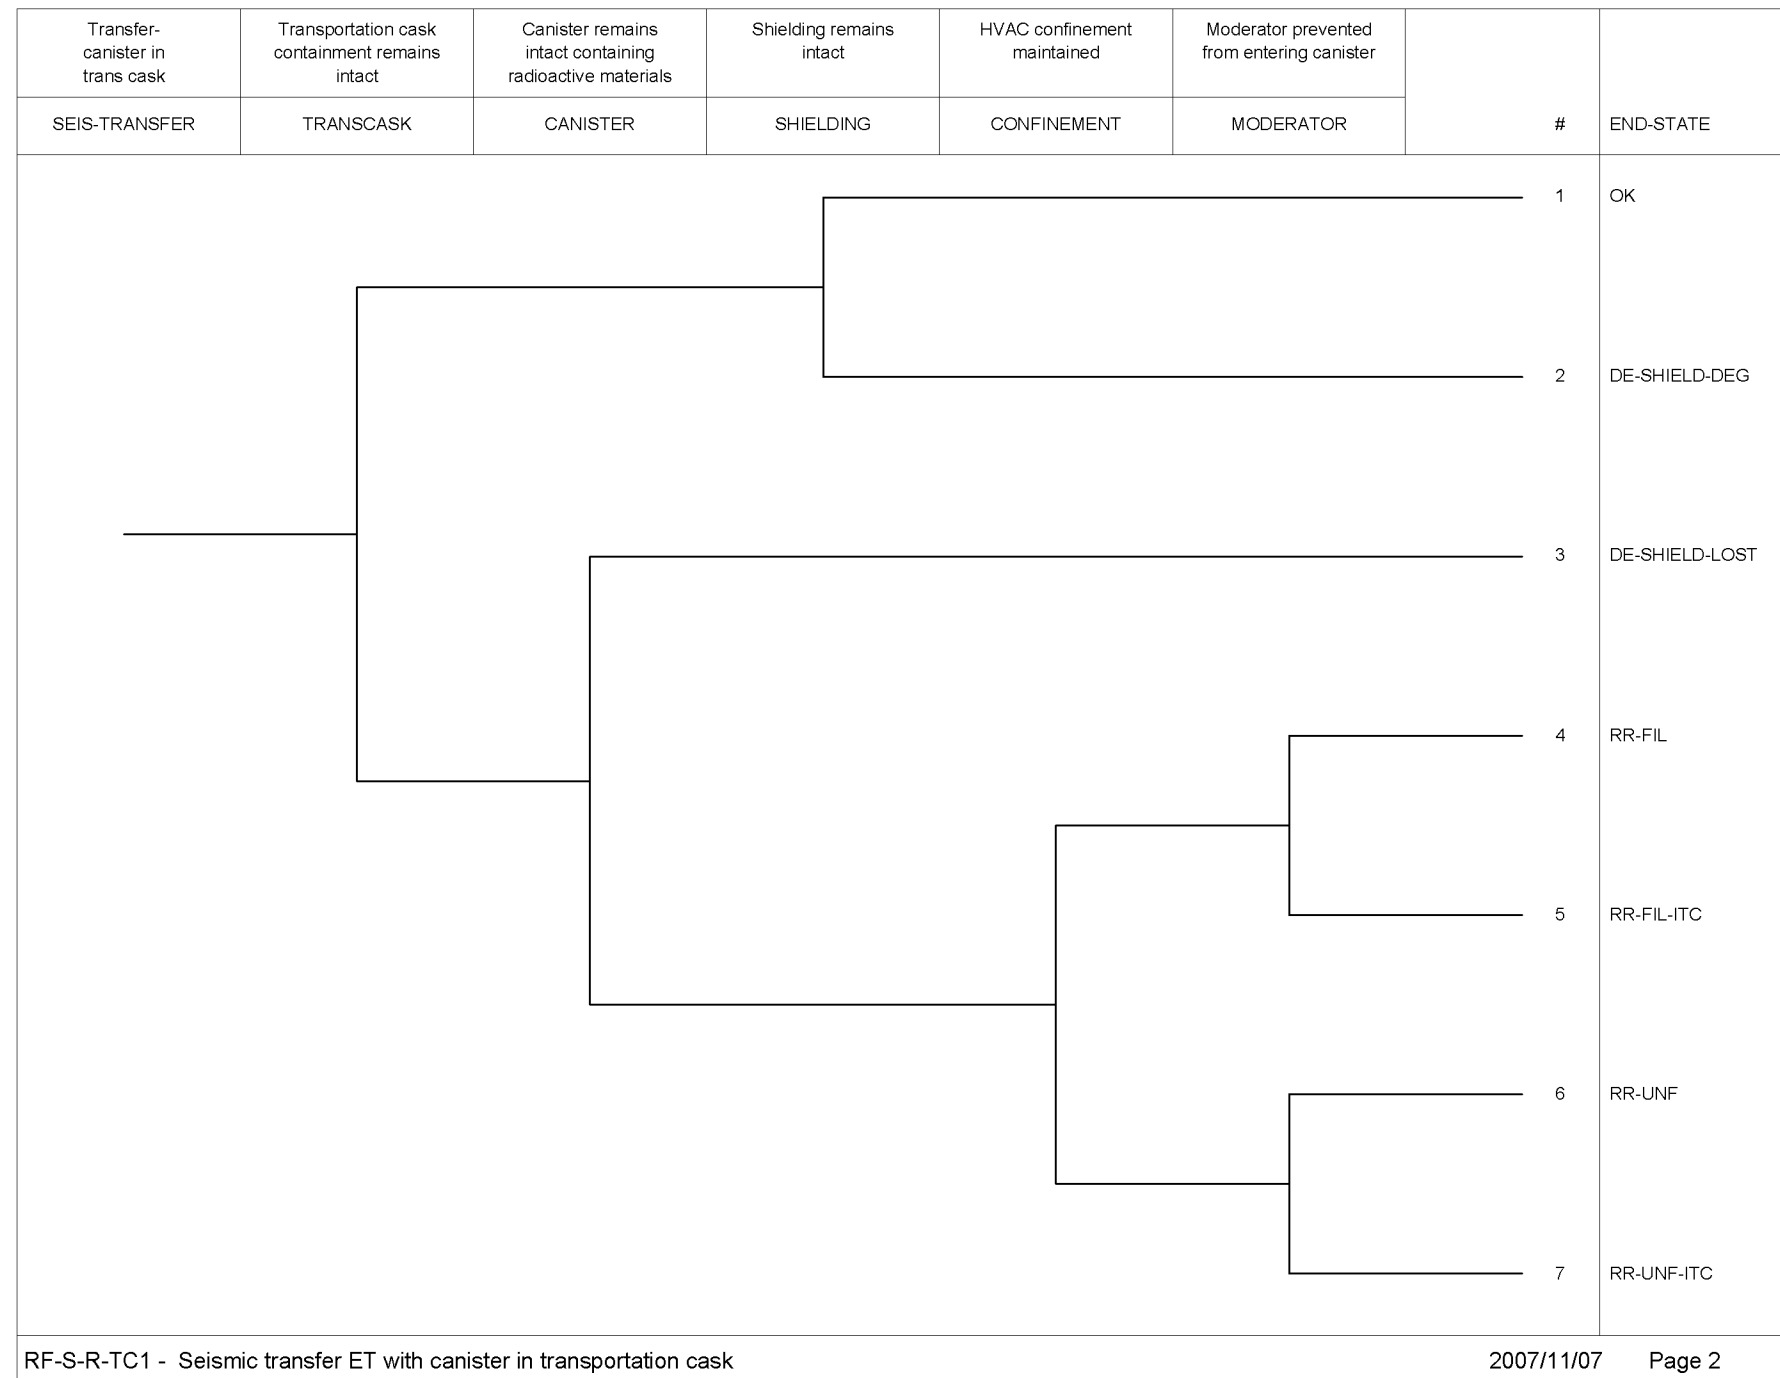 Transfer-
canister in
trans cask
Transportation cask
containment remains
intact
Canister remains
intact containing
radioactive materials
Shielding remains
intact
HVAC confinement
maintained
Moderator prevented
from entering canister
SEIS-TRANSFER
TRANSCASK
CANISTER
SHIELDING
CONFINEMENT
MODERATOR
#
END-STATE
1 OK
2 DE-SHIELD-DEG
3 DE-SHIELD-LOST
4 RR-FIL
5 RR-FIL-ITC
6 RR-UNF
7 RR-UNF-ITC
RF-S-R-TC1 - Seismic transfer ET with canister in transportation cask 2007/11/07 Page 2